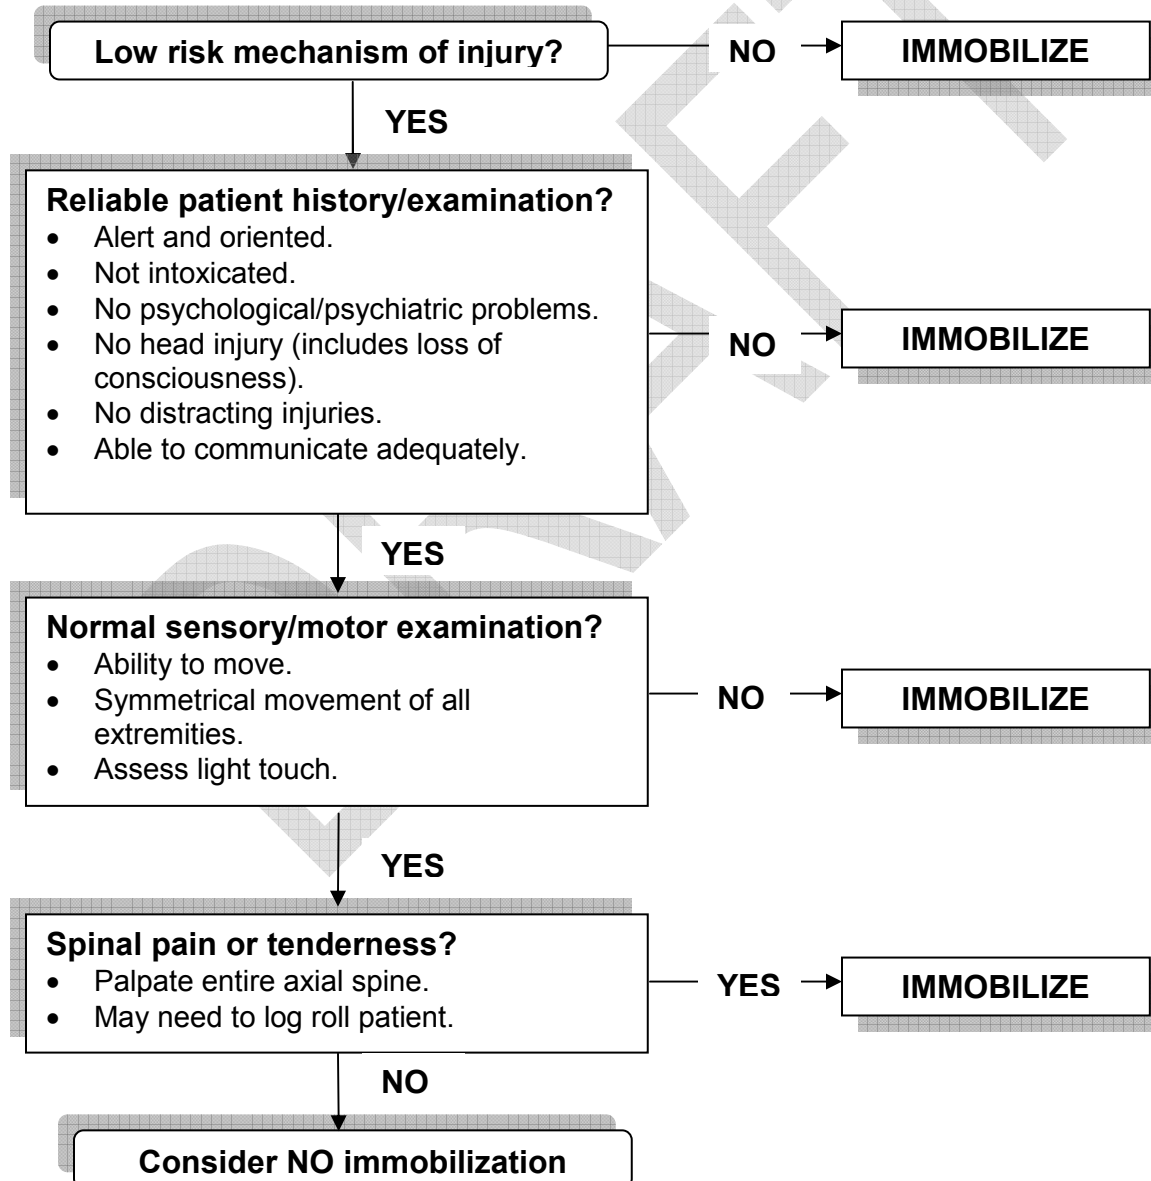 Low risk mechanism of injury?
NO
IMMOBILIZE
YES
Reliable patient history/examination?
• Alert and oriented.
• Not intoxicated.
• No psychological/psychiatric problems.
• No head injury (includes loss of
consciousness).
• No distracting injuries.
• Able to communicate adequately.
NO
IMMOBILIZE
YES
Normal sensory/motor examination?
• Ability to move.
• Symmetrical movement of all
extremities.
• Assess light touch.
NO
IMMOBILIZE
YES
Spinal pain or tenderness?
• Palpate entire axial spine.
• May need to log roll patient.
YES
IMMOBILIZE
NO
Consider NO immobilization